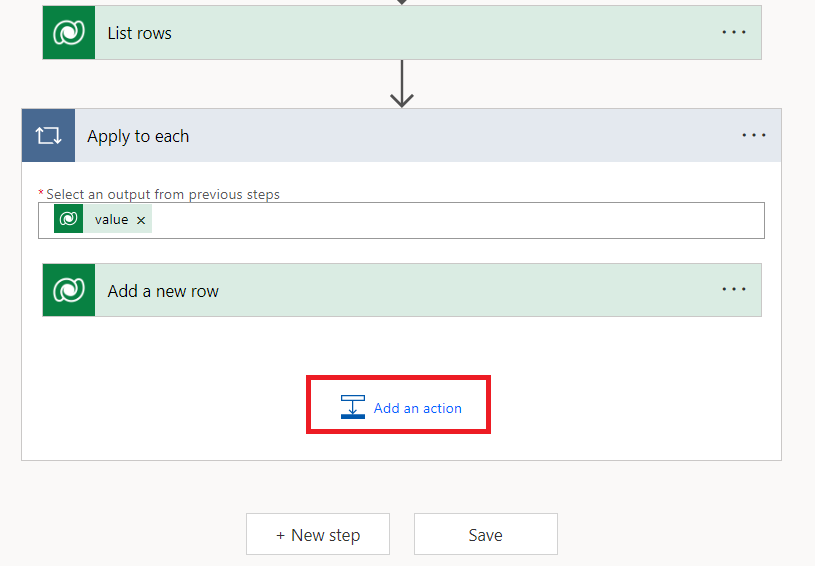 List rows
Apply to each
* Select an output from previous steps
value ×
Add a new row
Add an action
+ New step
Save